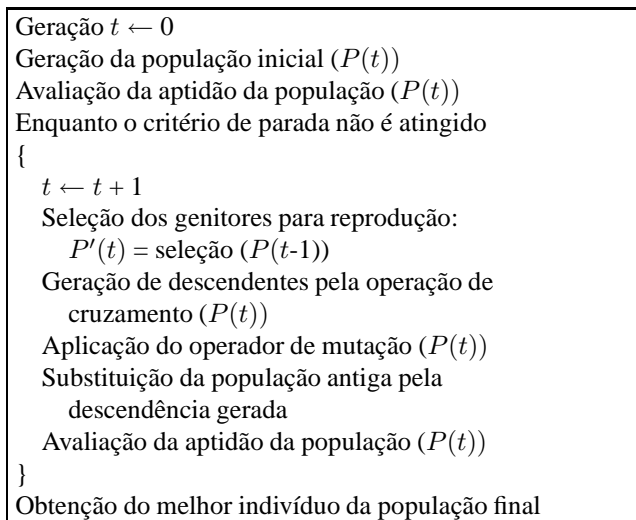 Geração t ← 0
Geração da população inicial (P(t))
Avaliação da aptidão da população (P(t))
Enquanto o critério de parada não é atingido
{
t ← t + 1
Seleção dos genitores para reprodução:
P′(t) = seleção (P(t-1))
Geração de descendentes pela operação de
cruzamento (P(t))
Aplicação do operador de mutação (P(t))
Substituição da população antiga pela
descendência gerada
Avaliação da aptidão da população (P(t))
}
Obtenção do melhor indivíduo da população final